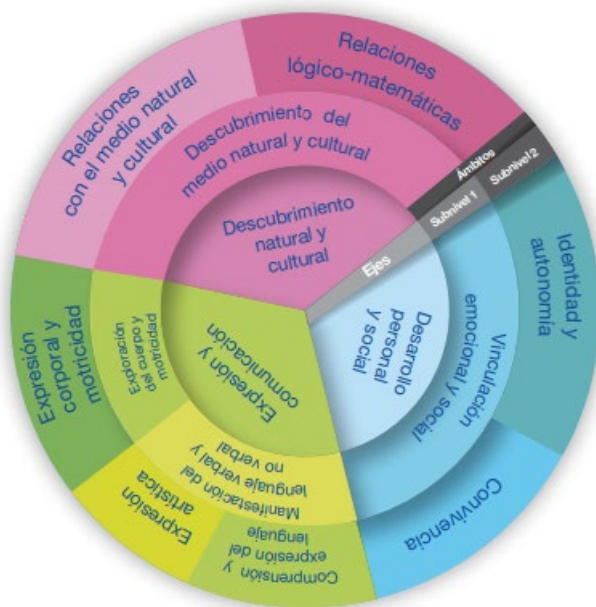 Relaciones
lógico-matemáticas
Relaciones
con el medio natural
y cultural
Descubrimiento del
medio natural y cultural
Descubrimiento
natural y
cultural
Ámbitos
Subnivel 2
Subnivel 1
Ejes
Identidad y
autonomía
Vinculación
emocional y social
Desarrollo
personal
y social
Convivencia
Expresión y
comunicación
Exploración
del cuerpo y
motricidad
Expresión
corporal y
motricidad
Manifestación del
lenguaje verbal y
no verbal
Expresión
artística
Comprensión y
expresión del
lenguaje